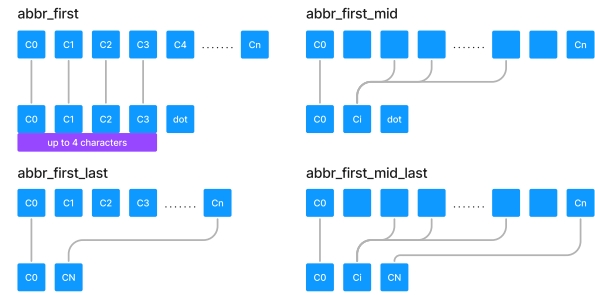 abbr_first
C0 C1 C2 C3 C4 ....... Cn
C0 C1 C2 C3 dot
up to 4 characters
abbr_first_mid
C0 ....... Cn
C0 Ci dot
abbr_first_last
C0 C1 C2 C3 ....... Cn
C0 CN
abbr_first_mid_last
C0 ....... Cn
C0 Ci CN